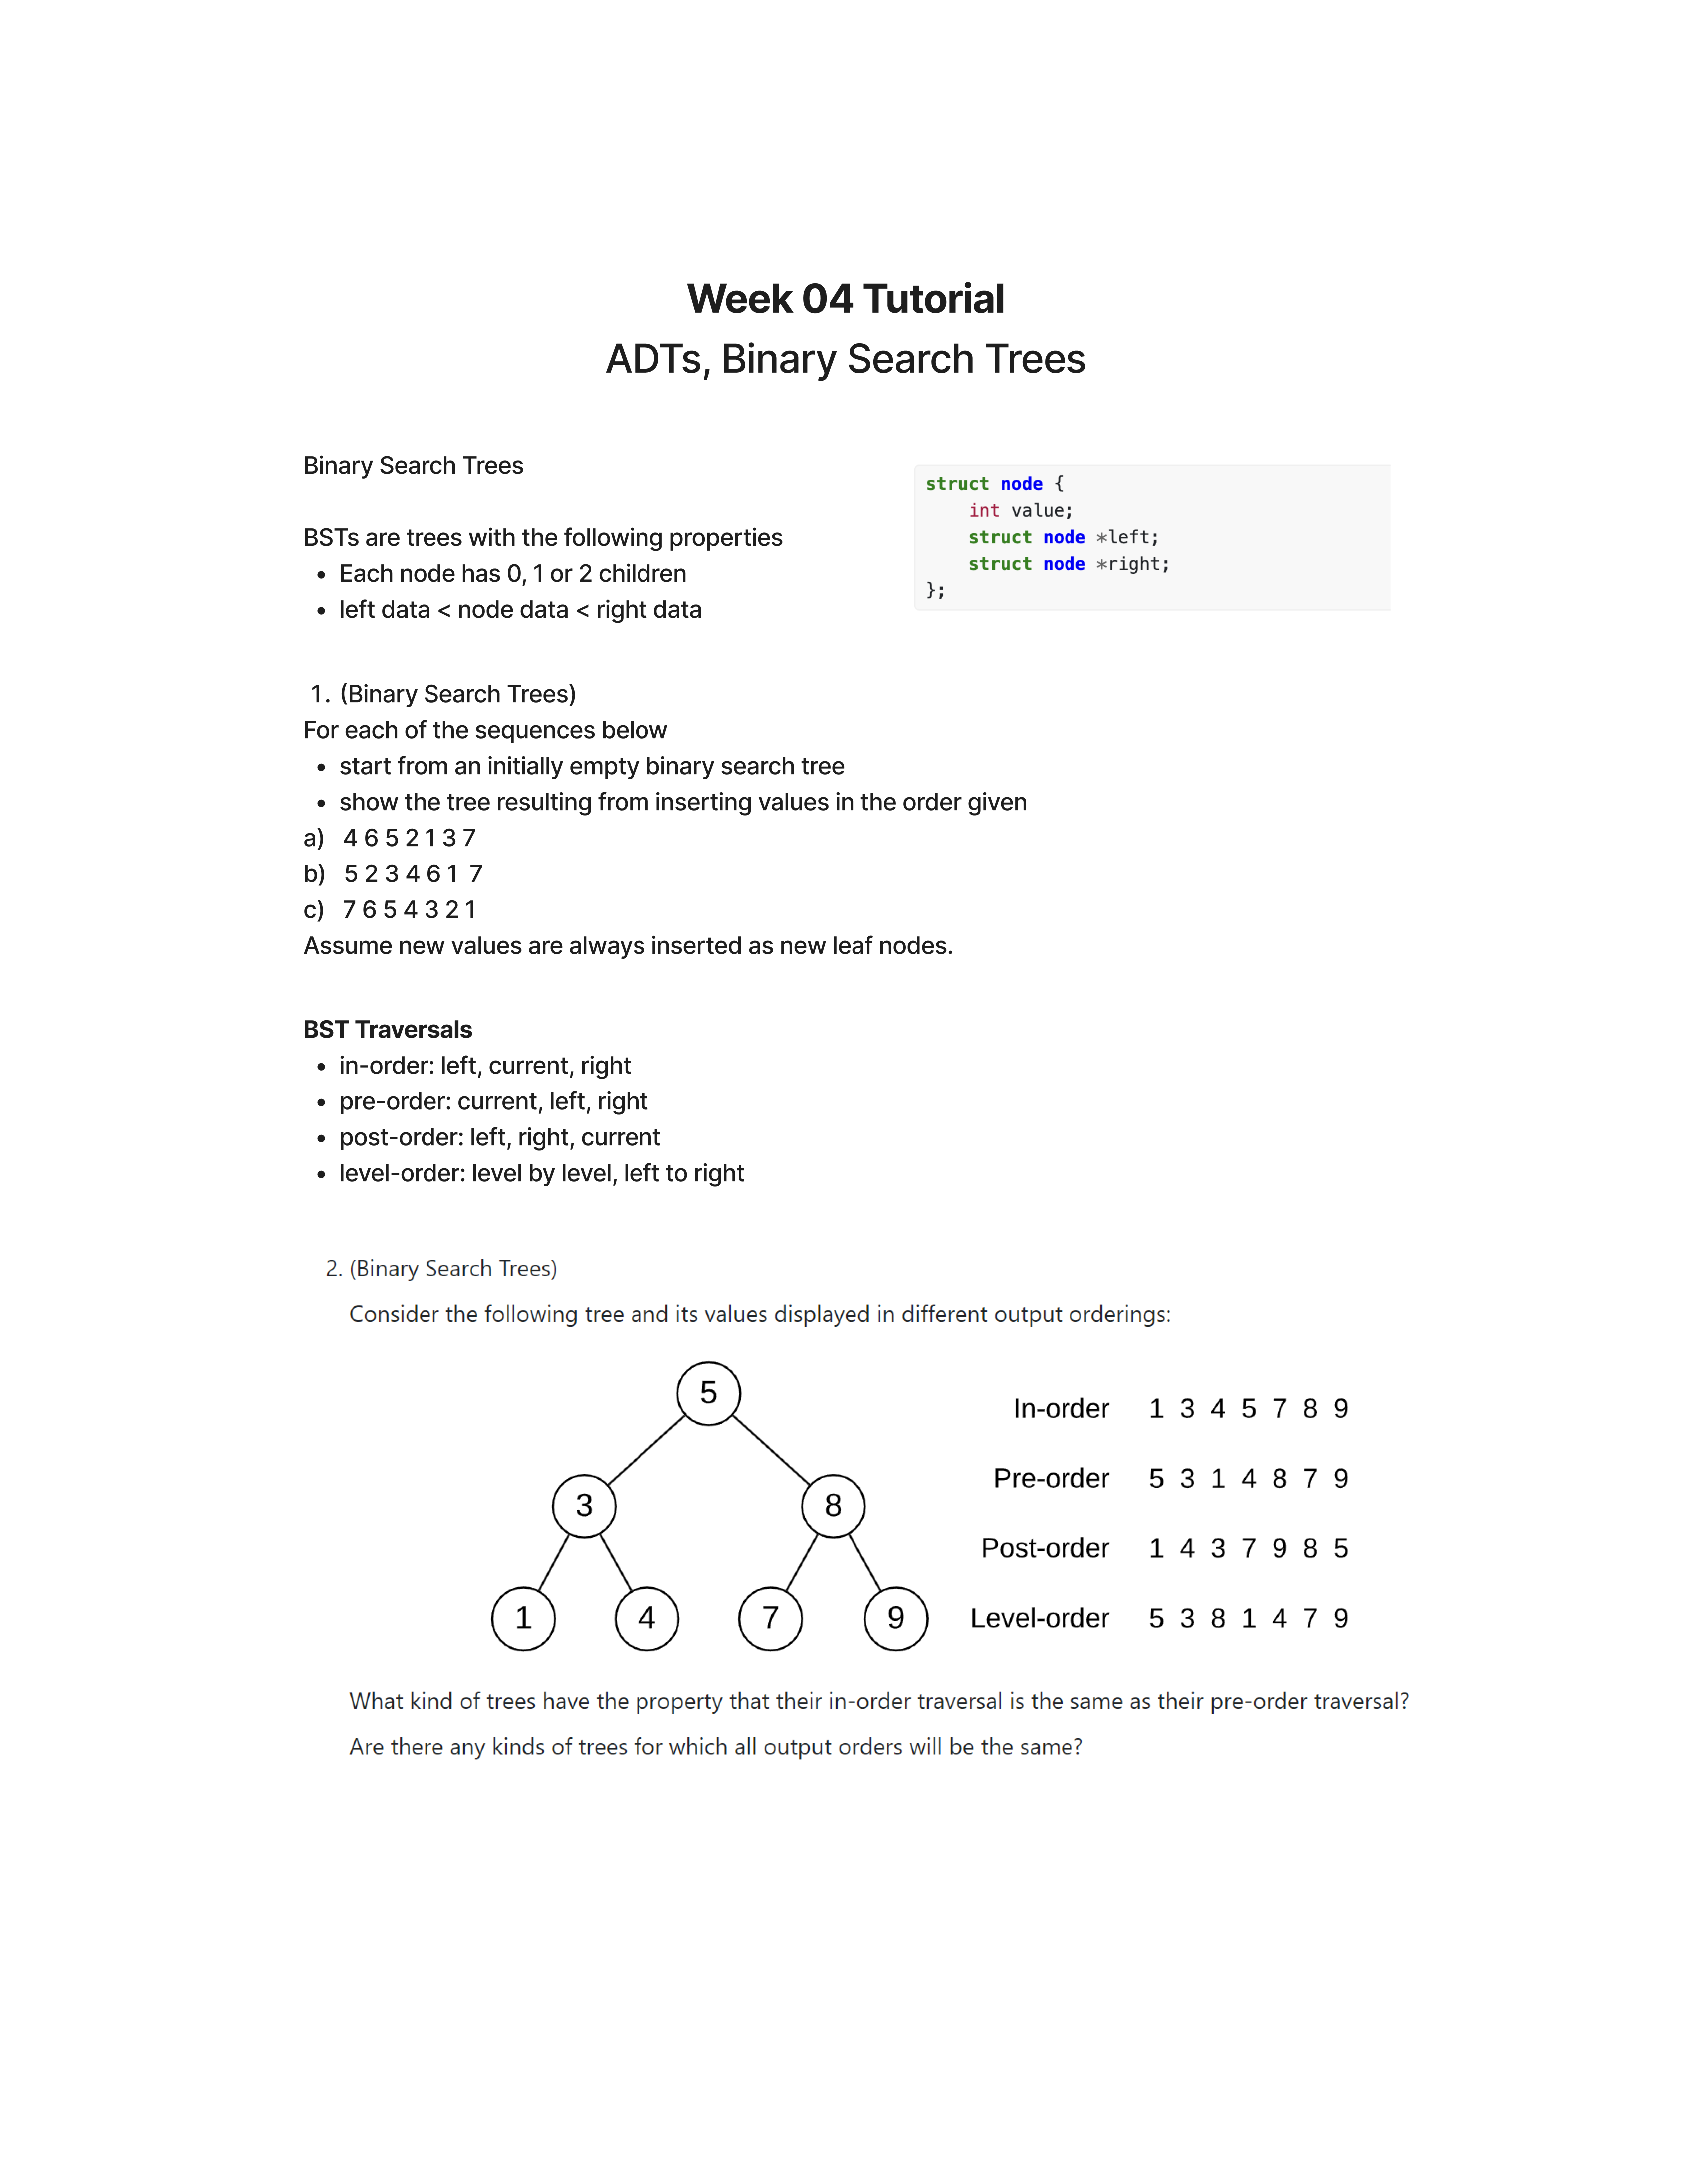 Week 04 Tutorial
ADTs, Binary Search Trees
Binary Search Trees
BSTs are trees with the following properties
• Each node has 0, 1 or 2 children
• left data < node data < right data
struct node {
    int value;
    struct node *left;
    struct node *right;
};
1. (Binary Search Trees)
For each of the sequences below
• start from an initially empty binary search tree
• show the tree resulting from inserting values in the order given
a) 4 6 5 2 1 3 7
b) 5 2 3 4 6 1 7
c) 7 6 5 4 3 2 1
Assume new values are always inserted as new leaf nodes.
BST Traversals
• in-order: left, current, right
• pre-order: current, left, right
• post-order: left, right, current
• level-order: level by level, left to right
2. (Binary Search Trees)
Consider the following tree and its values displayed in different output orderings:
5
3 8
1 4 7 9
In-order 1 3 4 5 7 8 9
Pre-order 5 3 1 4 8 7 9
Post-order 1 4 3 7 9 8 5
Level-order 5 3 8 1 4 7 9
What kind of trees have the property that their in-order traversal is the same as their pre-order traversal?
Are there any kinds of trees for which all output orders will be the same?